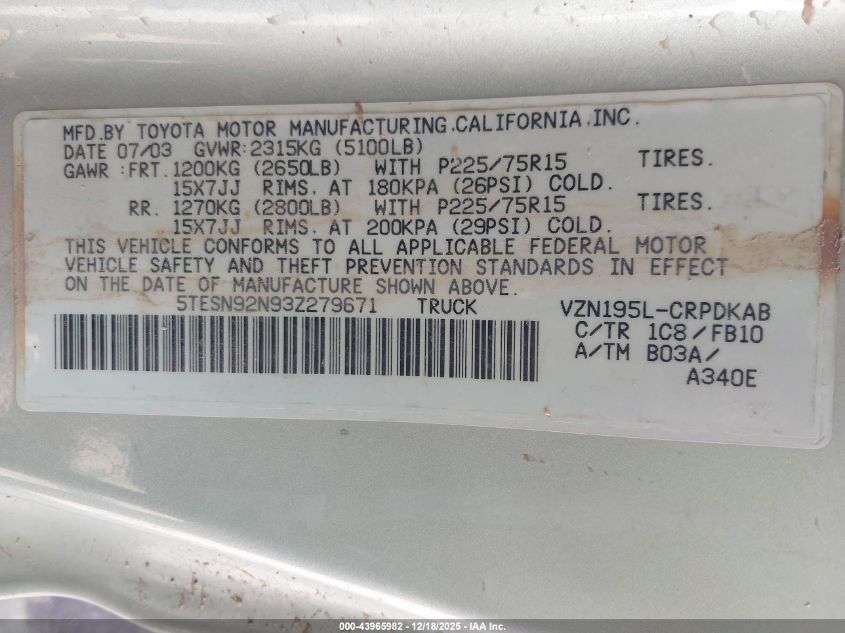 MFD.BY TOYOTA MOTOR MANUFACTURING.CALIFORNIA.INC.
DATE 07/03 GVWR:2315KG (5100LB)
GAWR :FRT.1200KG (2650LB) WITH P225/75R15 TIRES.
15X7JJ RIMS. AT 180KPA (26PSI) COLD.
RR. 1270KG (2800LB) WITH P225/75R15 TIRES.
15X7JJ RIMS. AT 200KPA (29PSI) COLD.
THIS VEHICLE CONFORMS TO ALL APPLICABLE FEDERAL MOTOR
VEHICLE SAFETY AND THEFT PREVENTION STANDARDS IN EFFECT
ON THE DATE OF MANUFACTURE SHOWN ABOVE.
5TESN92N93Z279671 TRUCK VZN195L-CRPDKAB
C/TR 1C8/FB10
A/TM B03A/
A340E
000-43965982 - 12/18/2025 - IAA Inc.